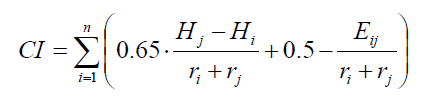 CI = \sum_{i=1}^{n} \left( 0.65 \cdot \frac{H_j - H_i}{r_i + r_j} + 0.5 - \frac{E_{ij}}{r_i + r_j} \right)